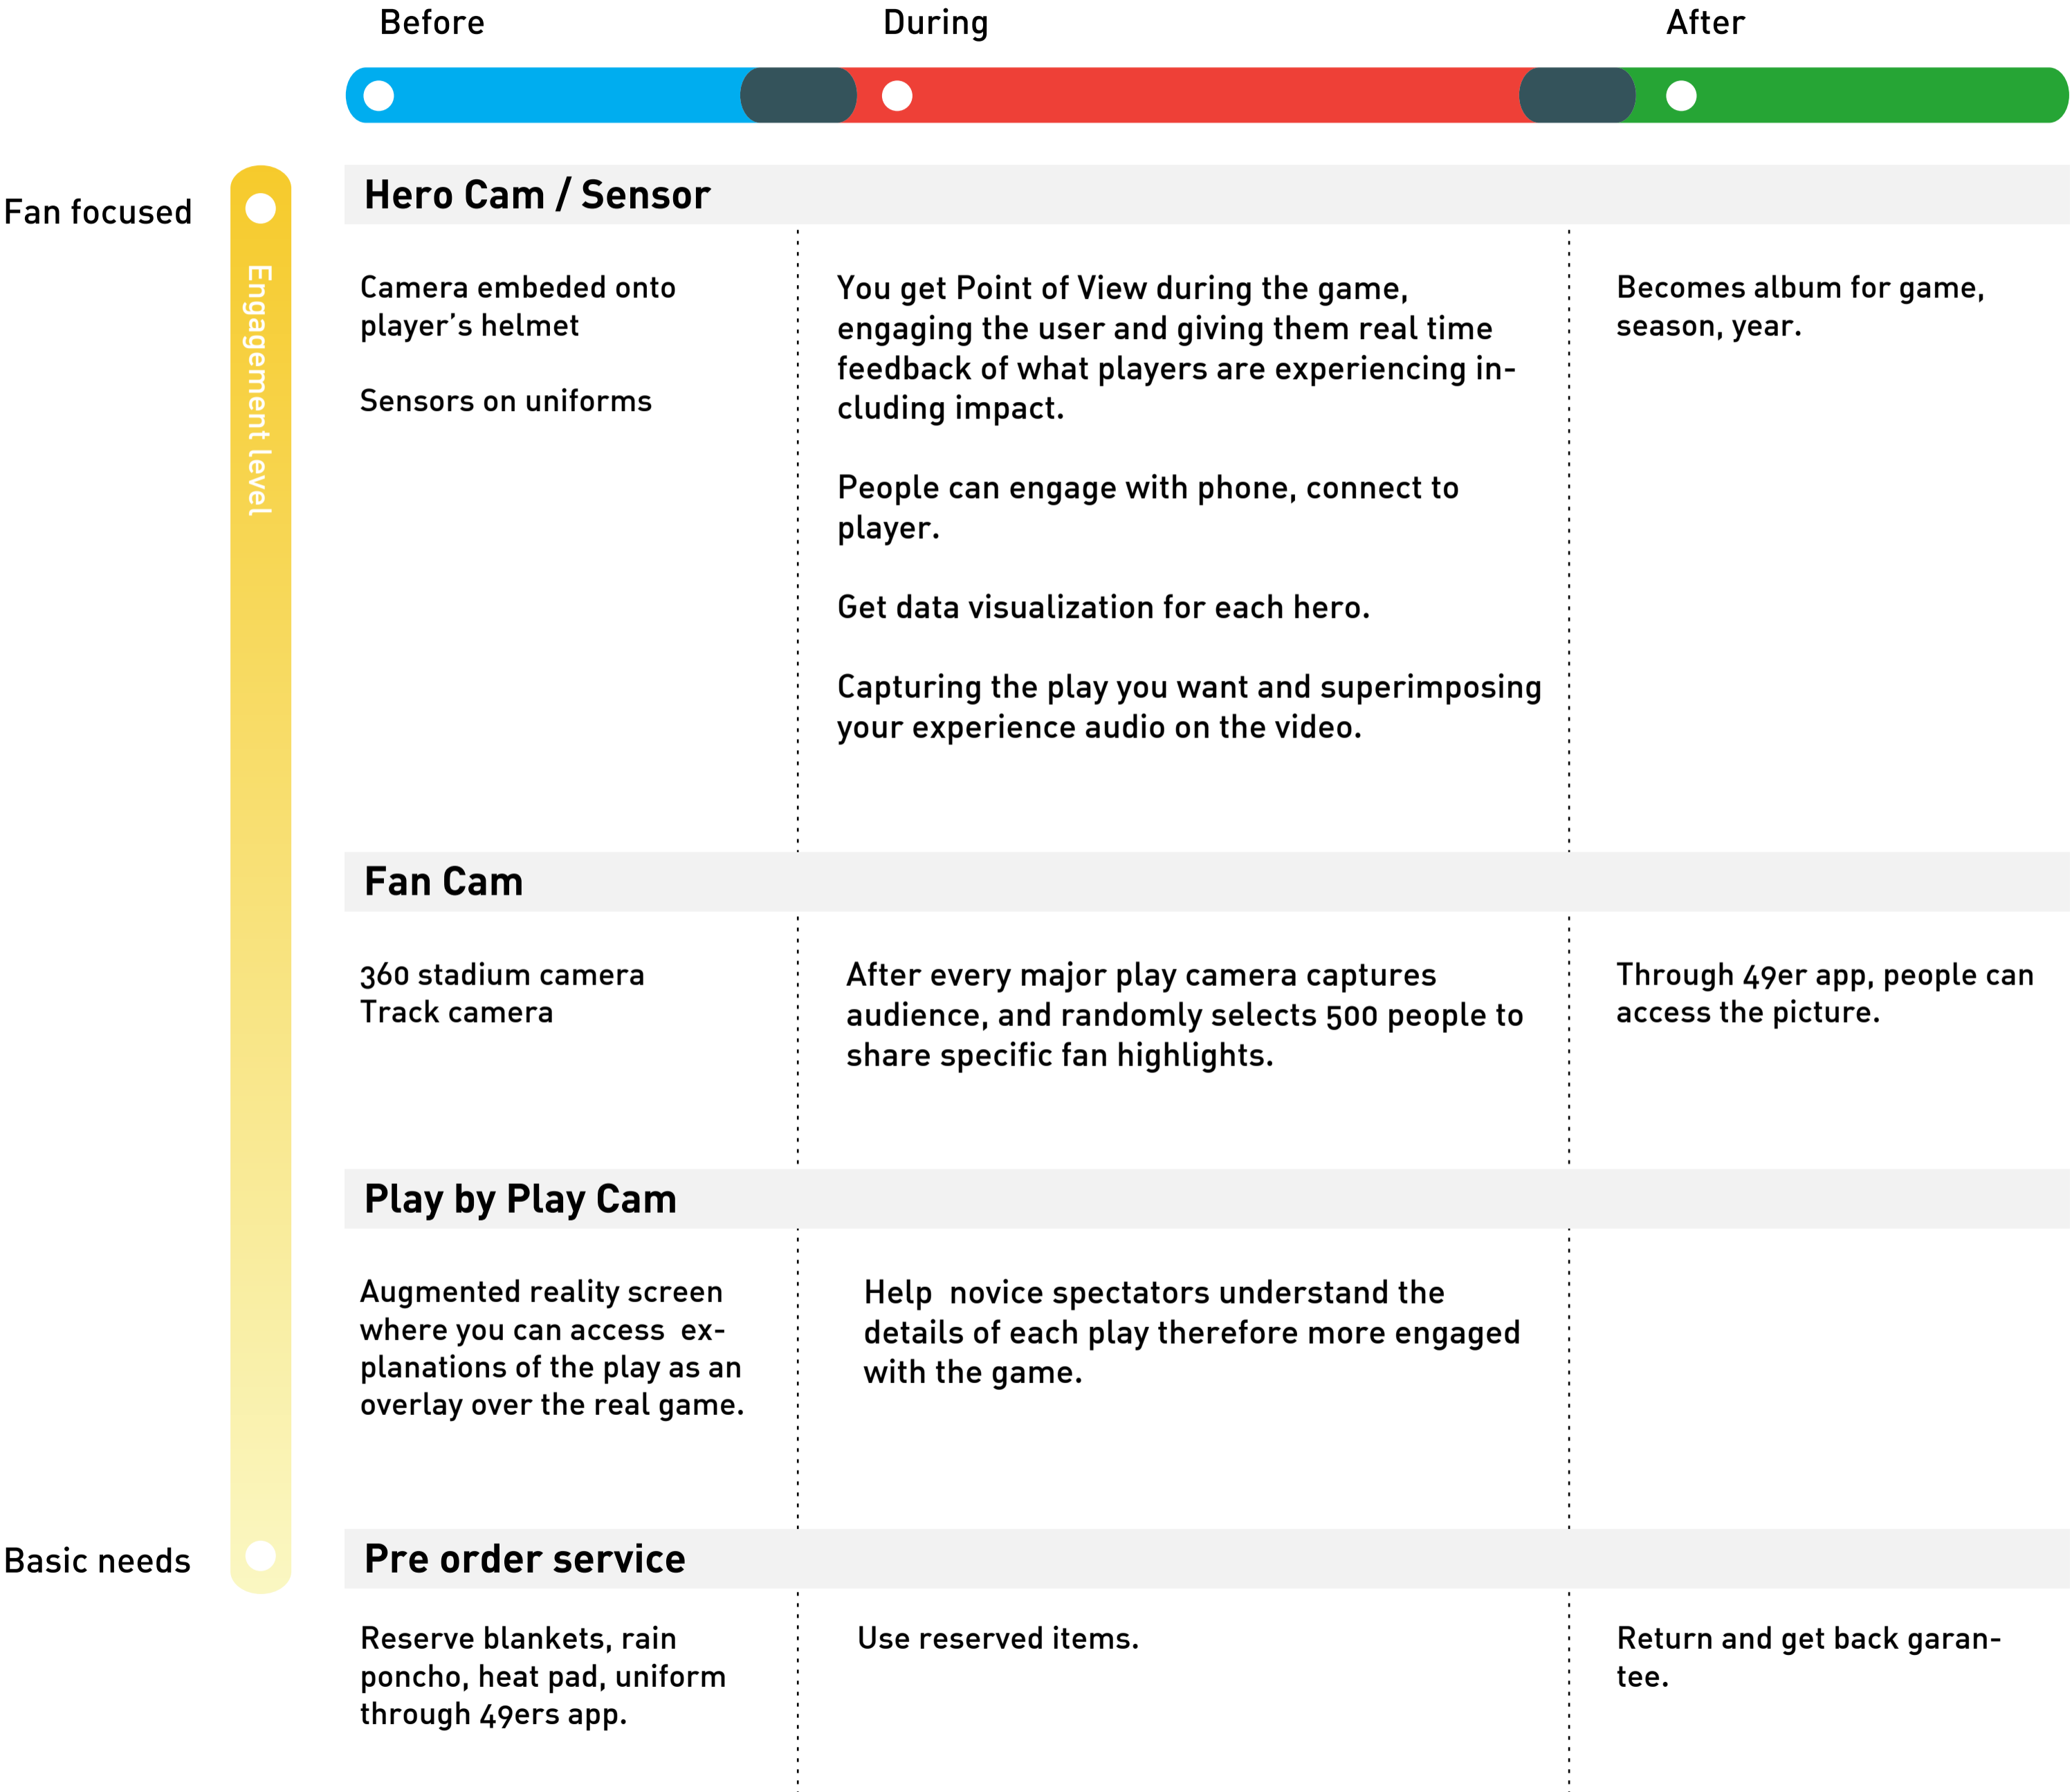 Before
During
After
Fan focused
Engagement level
Basic needs
Hero Cam / Sensor
Camera embeded onto
player’s helmet
Sensors on uniforms
You get Point of View during the game,
engaging the user and giving them real time
feedback of what players are experiencing in-
cluding impact.
People can engage with phone, connect to
player.
Get data visualization for each hero.
Capturing the play you want and superimposing
your experience audio on the video.
Becomes album for game,
season, year.
Fan Cam
360 stadium camera
Track camera
After every major play camera captures
audience, and randomly selects 500 people to
share specific fan highlights.
Through 49er app, people can
access the picture.
Play by Play Cam
Augmented reality screen
where you can access  ex-
planations of the play as an
overlay over the real game.
Help  novice spectators understand the
details of each play therefore more engaged
with the game.
Pre order service
Reserve blankets, rain
poncho, heat pad, uniform
through 49ers app.
Use reserved items.
Return and get back garan-
tee.